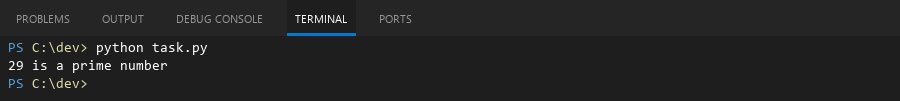 PROBLEMS OUTPUT DEBUG CONSOLE TERMINAL PORTS
PS C:\dev> python task.py
29 is a prime number
PS C:\dev>